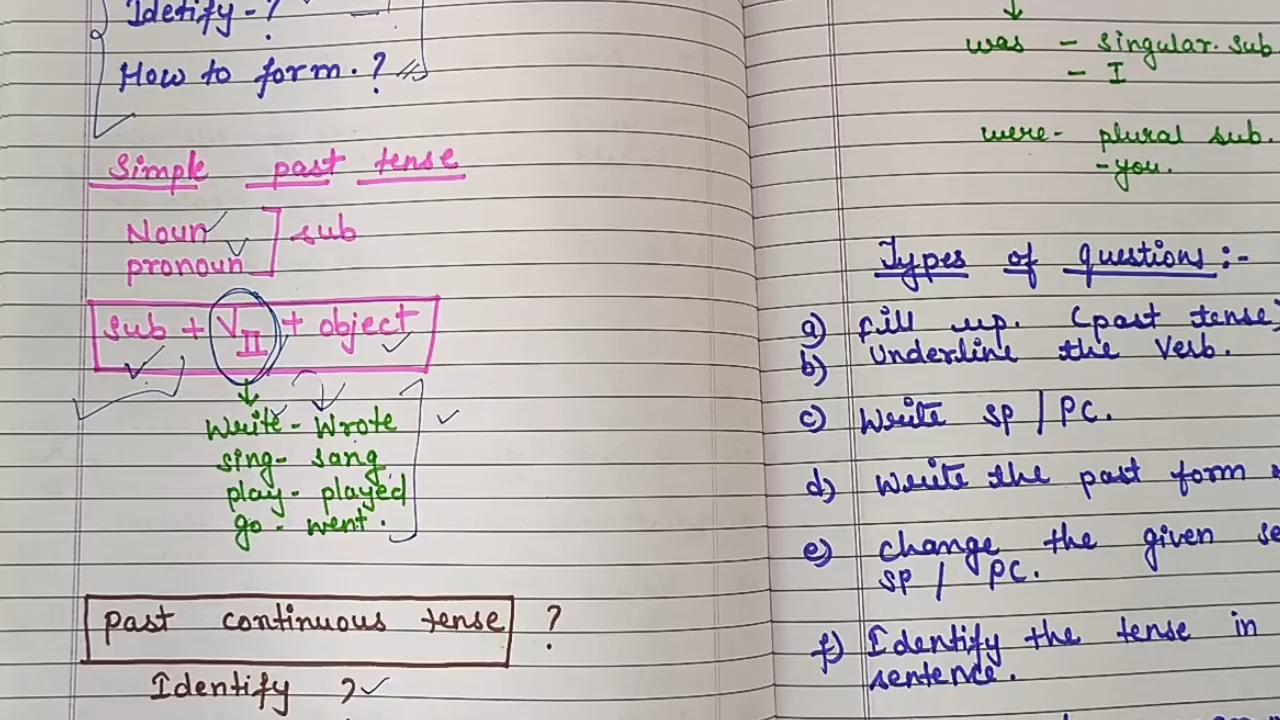 Idetify - ?
How to form. ?
Simple past tense
Noun
pronoun
] sub
sub + VII + object
Write - Wrote
sing - sang
play - played
go - went.
past continuous tense ?
Identify ?
was - singular. sub
- I
were - plural sub.
- you.
Types of questions :-
a) fill up. (past tense)
b) Underline the Verb.
c) Write SP / PC.
d) Write the past form
e) change the given se
SP / PC.
f) Identify the tense in
sentence.